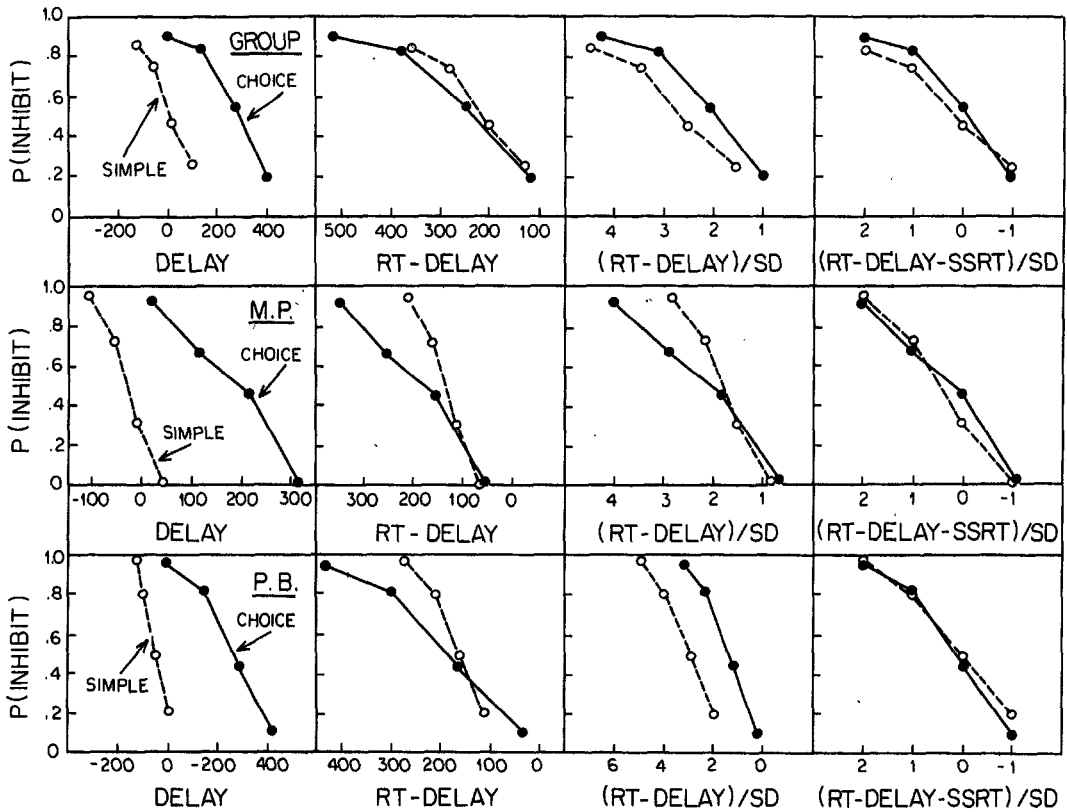 P(INHIBIT)
1.0
.8
.6
.4
.2
0
GROUP
CHOICE
SIMPLE
-200 0 200 400
DELAY
500 400 300 200 100
RT-DELAY
4 3 2 1
(RT-DELAY)/SD
2 1 0 -1
(RT-DELAY-SSRT)/SD
P(INHIBIT)
1.0
.8
.6
.4
.2
0
M.P.
CHOICE
SIMPLE
-100 0 100 200 300
DELAY
300 200 100 0
RT-DELAY
4 3 2 1
(RT-DELAY)/SD
2 1 0 -1
(RT-DELAY-SSRT)/SD
P(INHIBIT)
1.0
.8
.6
.4
.2
0
P.B.
CHOICE
SIMPLE
-200 0 200 400
DELAY
400 300 200 100 0
RT-DELAY
6 4 2 0
(RT-DELAY)/SD
2 1 0 -1
(RT-DELAY-SSRT)/SD